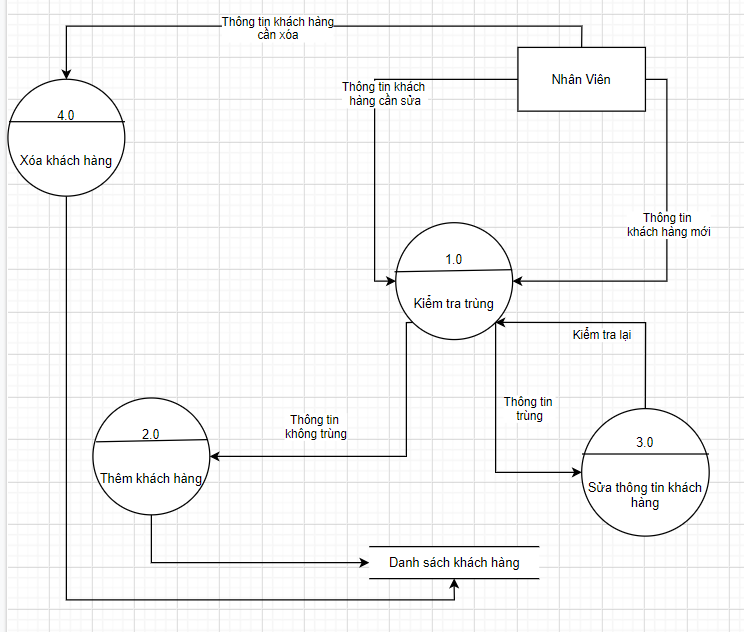 Thông tin khách hàng
cần xóa
Nhân Viên
Thông tin khách
hàng cần sửa
4.0
Xóa khách hàng
Thông tin
khách hàng mới
1.0
Kiểm tra trùng
Kiểm tra lại
Thông tin
trùng
Thông tin
không trùng
2.0
Thêm khách hàng
3.0
Sửa thông tin khách
hàng
Danh sách khách hàng